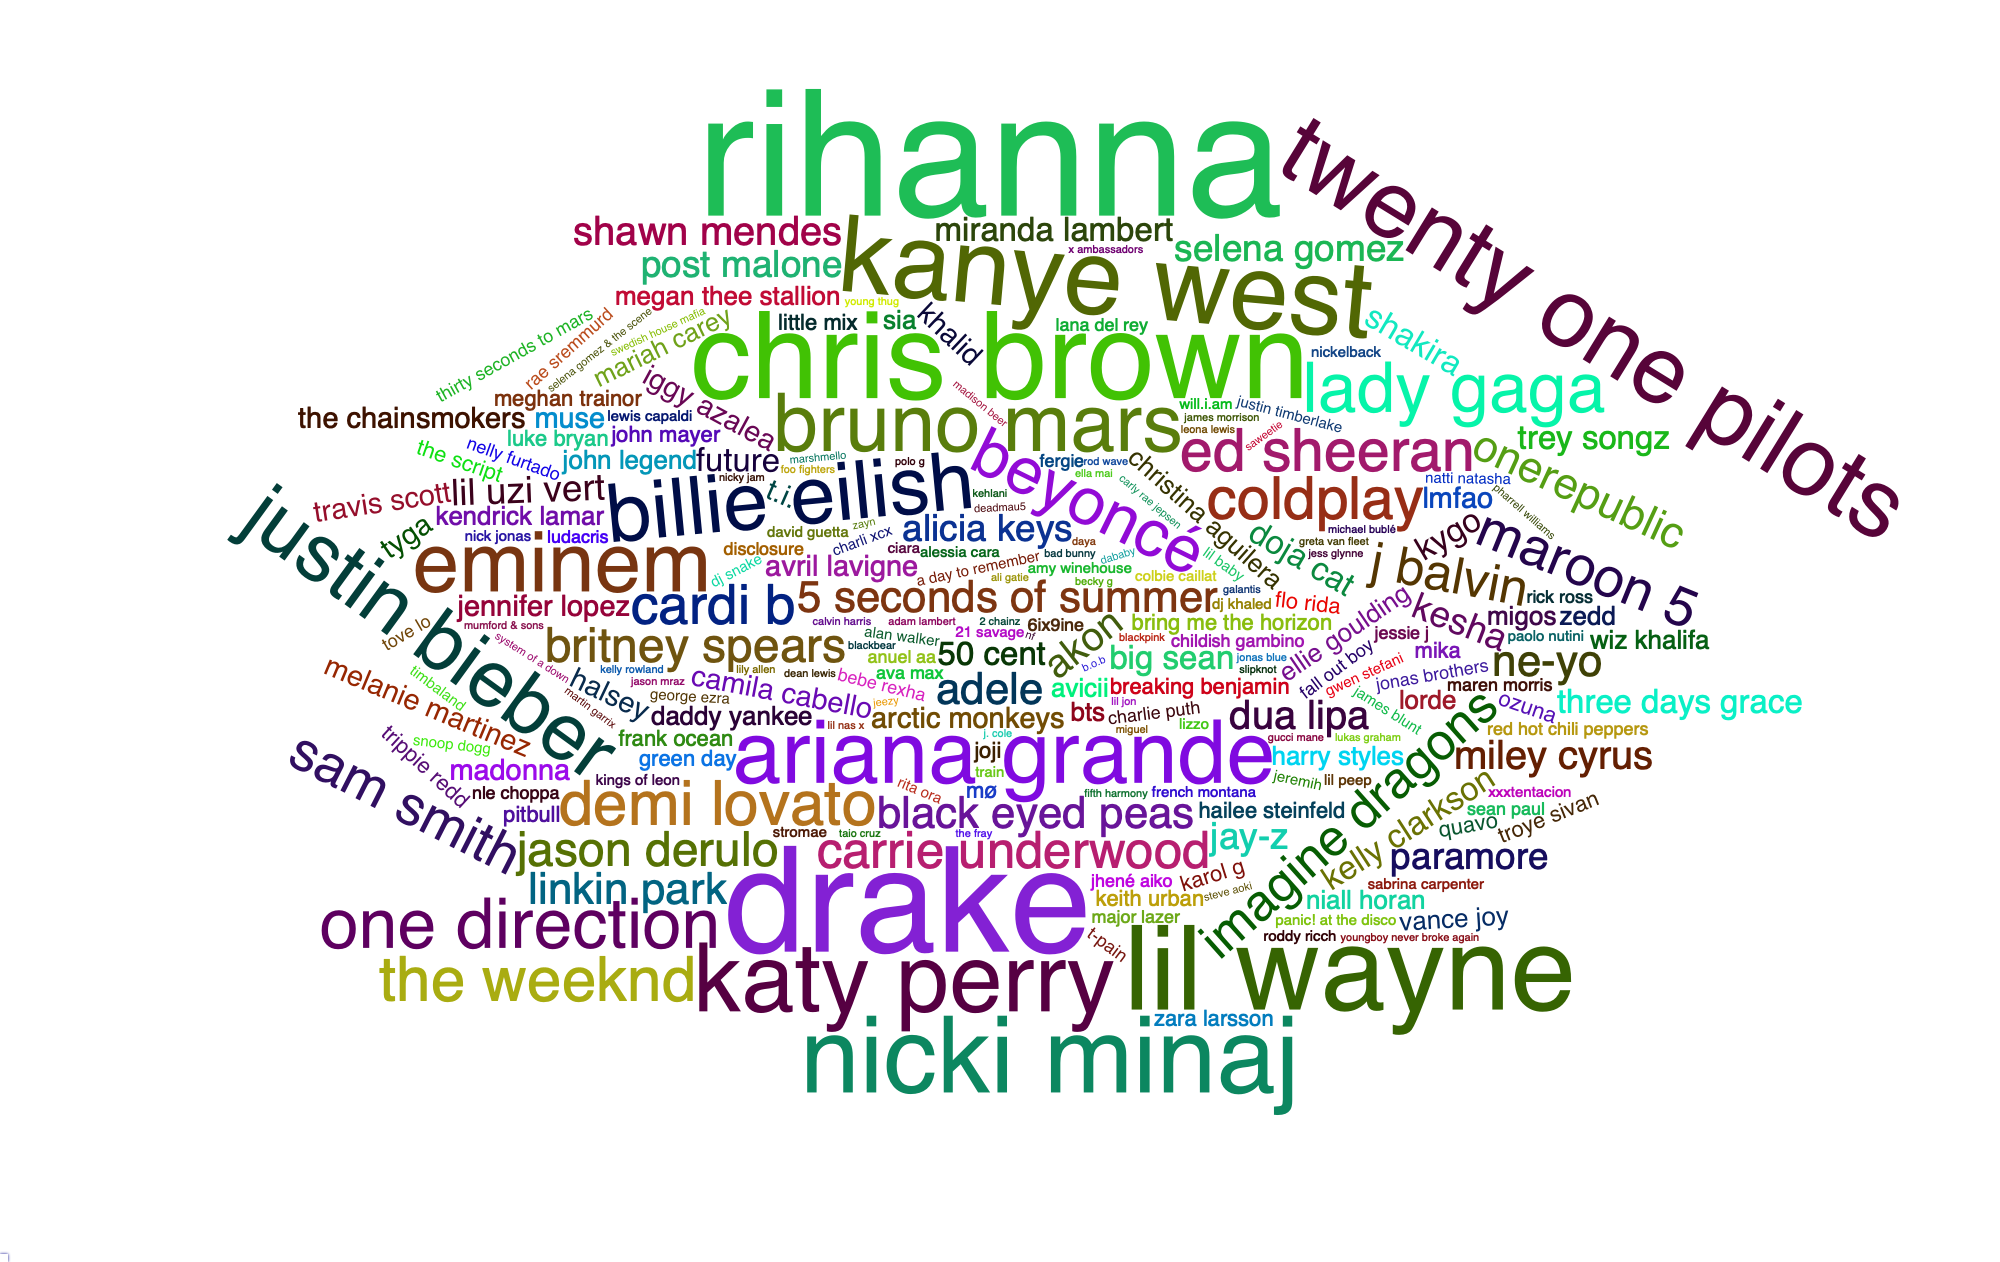 rihanna
twenty one pilots
shawn mendes
miranda lambert
x ambassadors
selena gomez
post malone
kanye west
megan thee stallion
young thug
little mix
sia
khalid
lana del rey
shakira
thirty seconds to mars
rae sremmurd
selena gomez & the scene
swedish house mafia
mariah carey
chris brown
nickelback
iggy azalea
meghan trainor
madison beer
lady gaga
the chainsmokers
muse
lewis capaldi
bruno mars
will.i.am
justin timberlake
james morrison
leona lewis
saweetie
luke bryan
john mayer
beyoncé
ed sheeran
onerepublic
trey songz
the script
nelly furtado
john legend
future
marshmello
foo fighters
nicky jam
polo g
fergie
rod wave
ella mai
carly rae jepsen
christina aguilera
natti natasha
pharrell williams
travis scott
lil uzi vert
billie eilish
t.i.
kehlani
deadmau5
coldplay
lmfao
justin bieber
tyga
kendrick lamar
nick jonas
ludacris
david guetta
zayn
charli xcx
alicia keys
daya
michael bublé
greta van fleet
jess glynne
kygo
maroon 5
eminem
disclosure
dj snake
avril lavigne
ciara
alessia cara
a day to remember
bad bunny
dababy
lil baby
amy winehouse
ali gatie
becky g
colbie caillat
doja cat
j balvin
galantis
rick ross
jennifer lopez
cardi b
5 seconds of summer
dj khaled
flo rida
ellie goulding
kesha
migos
zedd
mumford & sons
tove lo
system of a down
britney spears
calvin harris
adam lambert
2 chainz
6ix9ine
alan walker
21 savage
nf
blackbear
akon
bring me the horizon
blackpink
childish gambino
jessie j
mika
paolo nutini
wiz khalifa
anuel aa
50 cent
b.o.b
big sean
jonas blue
slipknot
fall out boy
gwen stefani
jonas brothers
ne-yo
melanie martinez
timbaland
martin garrix
halsey
kelly rowland
jason mraz
lily allen
dean lewis
george ezra
camila cabello
bebe rexha
ava max
jeezy
adele
avicii
breaking benjamin
james blunt
lorde
maren morris
ozuna
three days grace
daddy yankee
lil nas x
arctic monkeys
bts
lil jon
charlie puth
miguel
lizzo
dua lipa
gucci mane
lukas graham
red hot chili peppers
trippie redd
snoop dogg
frank ocean
green day
ariana grande
j. cole
joji
train
harry styles
imagine dragons
miley cyrus
sam smith
madonna
kings of leon
nle choppa
pitbull
demi lovato
rita ora
mø
fifth harmony
french montana
jeremih
lil peep
kelly clarkson
xxxtentacion
sean paul
quavo
troye sivan
black eyed peas
hailee steinfeld
stromae
taio cruz
the fray
jason derulo
carrie underwood
jay-z
paramore
linkin park
drake
jhené aiko
karol g
steve aoki
keith urban
major lazer
sabrina carpenter
niall horan
panic! at the disco
vance joy
one direction
t-pain
roddy ricch
youngboy never broke again
the weeknd
katy perry
lil wayne
zara larsson
nicki minaj